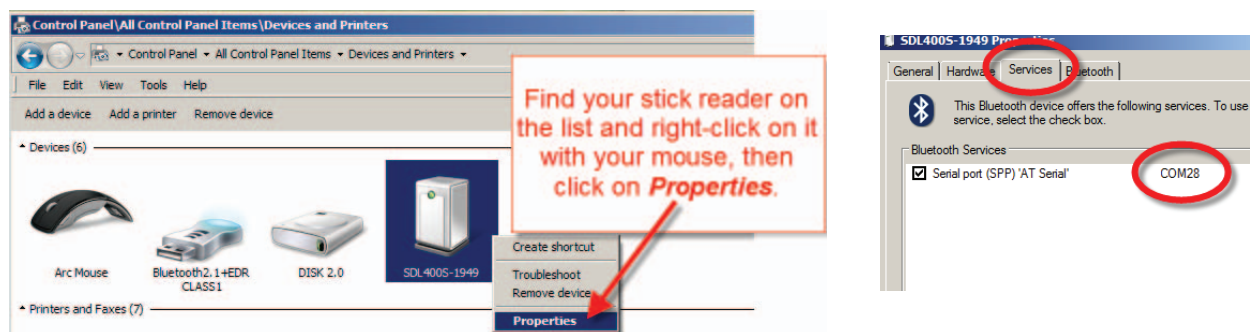 Control Panel\All Control Panel Items\Devices and Printers
Control Panel All Control Panel Items Devices and Printers
File Edit View Tools Help
Add a device Add a printer Remove device
Devices (6)
Arc Mouse
Bluetooth2.1+EDR
CLASS1
DISK 2.0
SDL400S-1949
Printers and Faxes (7)
Find your stick reader on
the list and right-click on it
with your mouse, then
click on Properties.
Create shortcut
Troubleshoot
Remove device
Properties
SDL400S-1949 Properties
General Hardware Services Bluetooth
This Bluetooth device offers the following services. To use
service, select the check box.
Bluetooth Services
Serial port (SPP) 'AT Serial' COM28